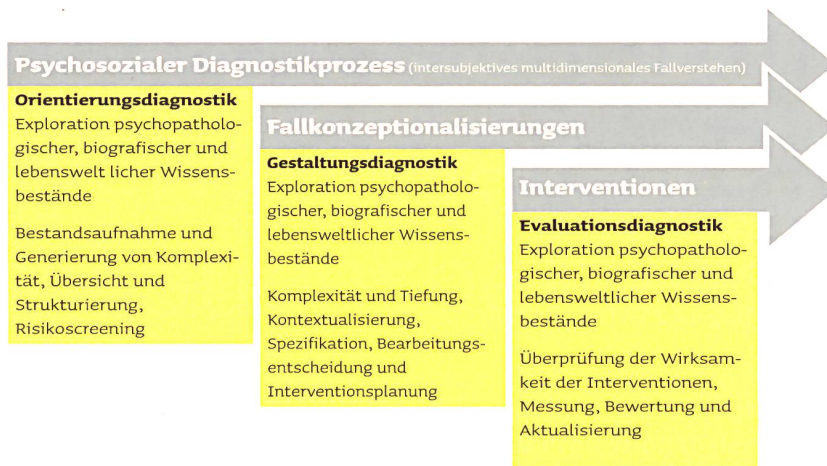 Psychosozialer Diagnostikprozess (intersubjektives multidimensionales Fallverstehen)
Orientierungsdiagnostik
Exploration psychopatholo-
gischer, biografischer und
lebenswelt licher Wissens-
bestände
Bestandsaufnahme und
Generierung von Komplexi-
tät, Übersicht und
Strukturierung,
Risikoscreening
Fallkonzeptionalisierungen
Gestaltungsdiagnostik
Exploration psychopatholo-
gischer, biografischer und
lebensweltlicher Wissens-
bestände
Komplexität und Tiefung,
Kontextualisierung,
Spezifikation, Bearbeitungs-
entscheidung und
Interventionsplanung
Interventionen
Evaluationsdiagnostik
Exploration psychopatholo-
gischer, biografischer und
lebensweltlicher Wissens-
bestände
Überprüfung der Wirksam-
keit der Interventionen,
Messung, Bewertung und
Aktualisierung